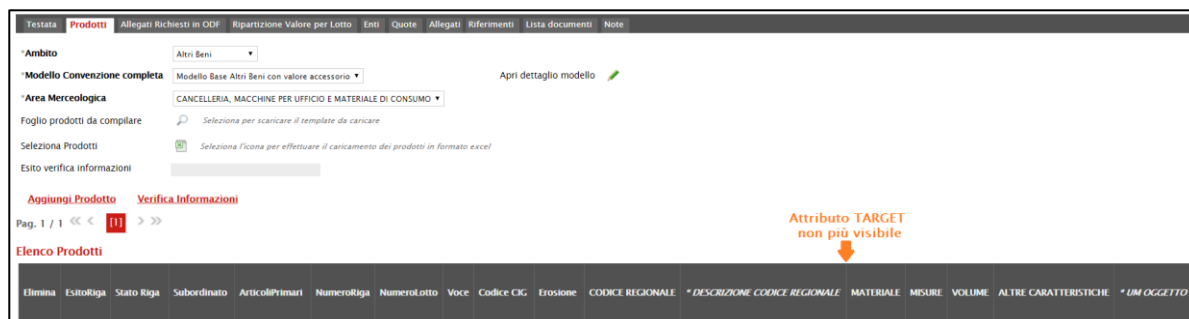 Testata Prodotti Allegati Richiesti in ODF Ripartizione Valore per Lotto Enti Quote Allegati Riferimenti Lista documenti Note
*Ambito Altri Beni
*Modello Convenzione completa Modello Base Altri Beni con valore accessorio Apri dettaglio modello
*Area Merceologica CANCELLERIA, MACCHINE PER UFFICIO E MATERIALE DI CONSUMO
Foglio prodotti da compilare Seleziona per scaricare il template da caricare
Seleziona Prodotti Seleziona l'icona per effettuare il caricamento dei prodotti in formato excel
Esito verifica informazioni
Aggiungi Prodotto Verifica Informazioni
Pag. 1 / 1 << < [1] > >>
Attributo TARGET
non più visibile
Elenco Prodotti
Elimina EsitoRiga Stato Riga Subordinato ArticoliPrimari NumeroRiga NumeroLotto Voce Codice CIG Erosione CODICE REGIONALE * DESCRIZIONE CODICE REGIONALE MATERIALE MISURE VOLUME ALTRE CARATTERISTICHE * UM OGGETTO